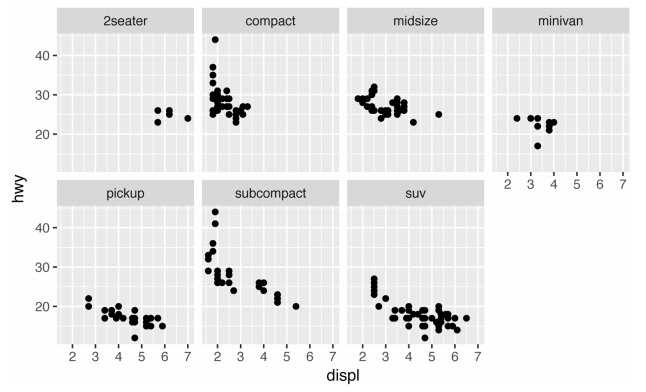 2seater compact midsize minivan
40
30
20
2 3 4 5 6 7
hwy
pickup subcompact suv
40
30
20
2 3 4 5 6 7 2 3 4 5 6 7 2 3 4 5 6 7
displ